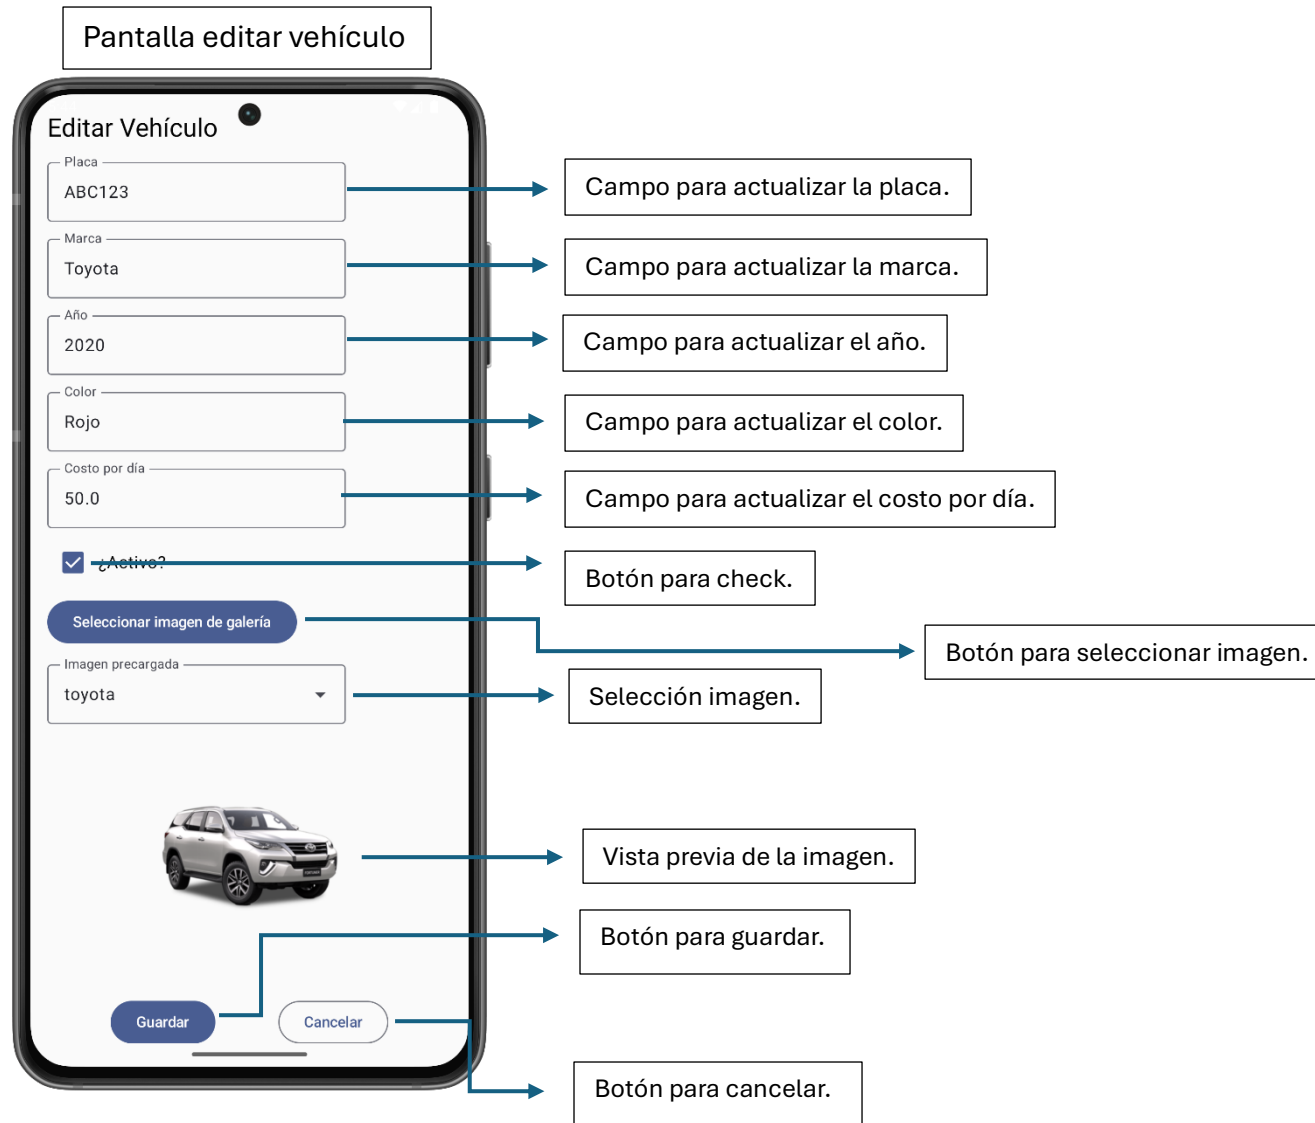 Pantalla editar vehículo
Editar Vehículo
Placa
ABC123
Campo para actualizar la placa.
Marca
Toyota
Campo para actualizar la marca.
Año
2020
Campo para actualizar el año.
Color
Rojo
Campo para actualizar el color.
Costo por día
50.0
Campo para actualizar el costo por día.
¿Activo?
Botón para check.
Seleccionar imagen de galería
Botón para seleccionar imagen.
Imagen precargada
toyota
Selección imagen.
Vista previa de la imagen.
Botón para guardar.
Guardar
Cancelar
Botón para cancelar.